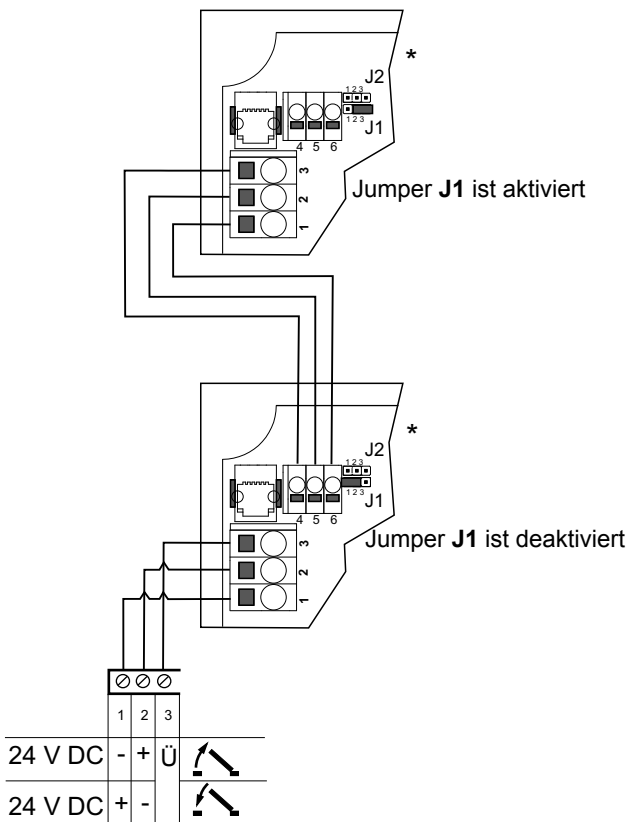 *
J2
1 2 3
1 2 3
J1
4 5 6
3
2
1
Jumper J1 ist aktiviert
*
J2
1 2 3
1 2 3
J1
4 5 6
3
2
1
Jumper J1 ist deaktiviert
1 2 3
24 V DC - + Ü
24 V DC + -